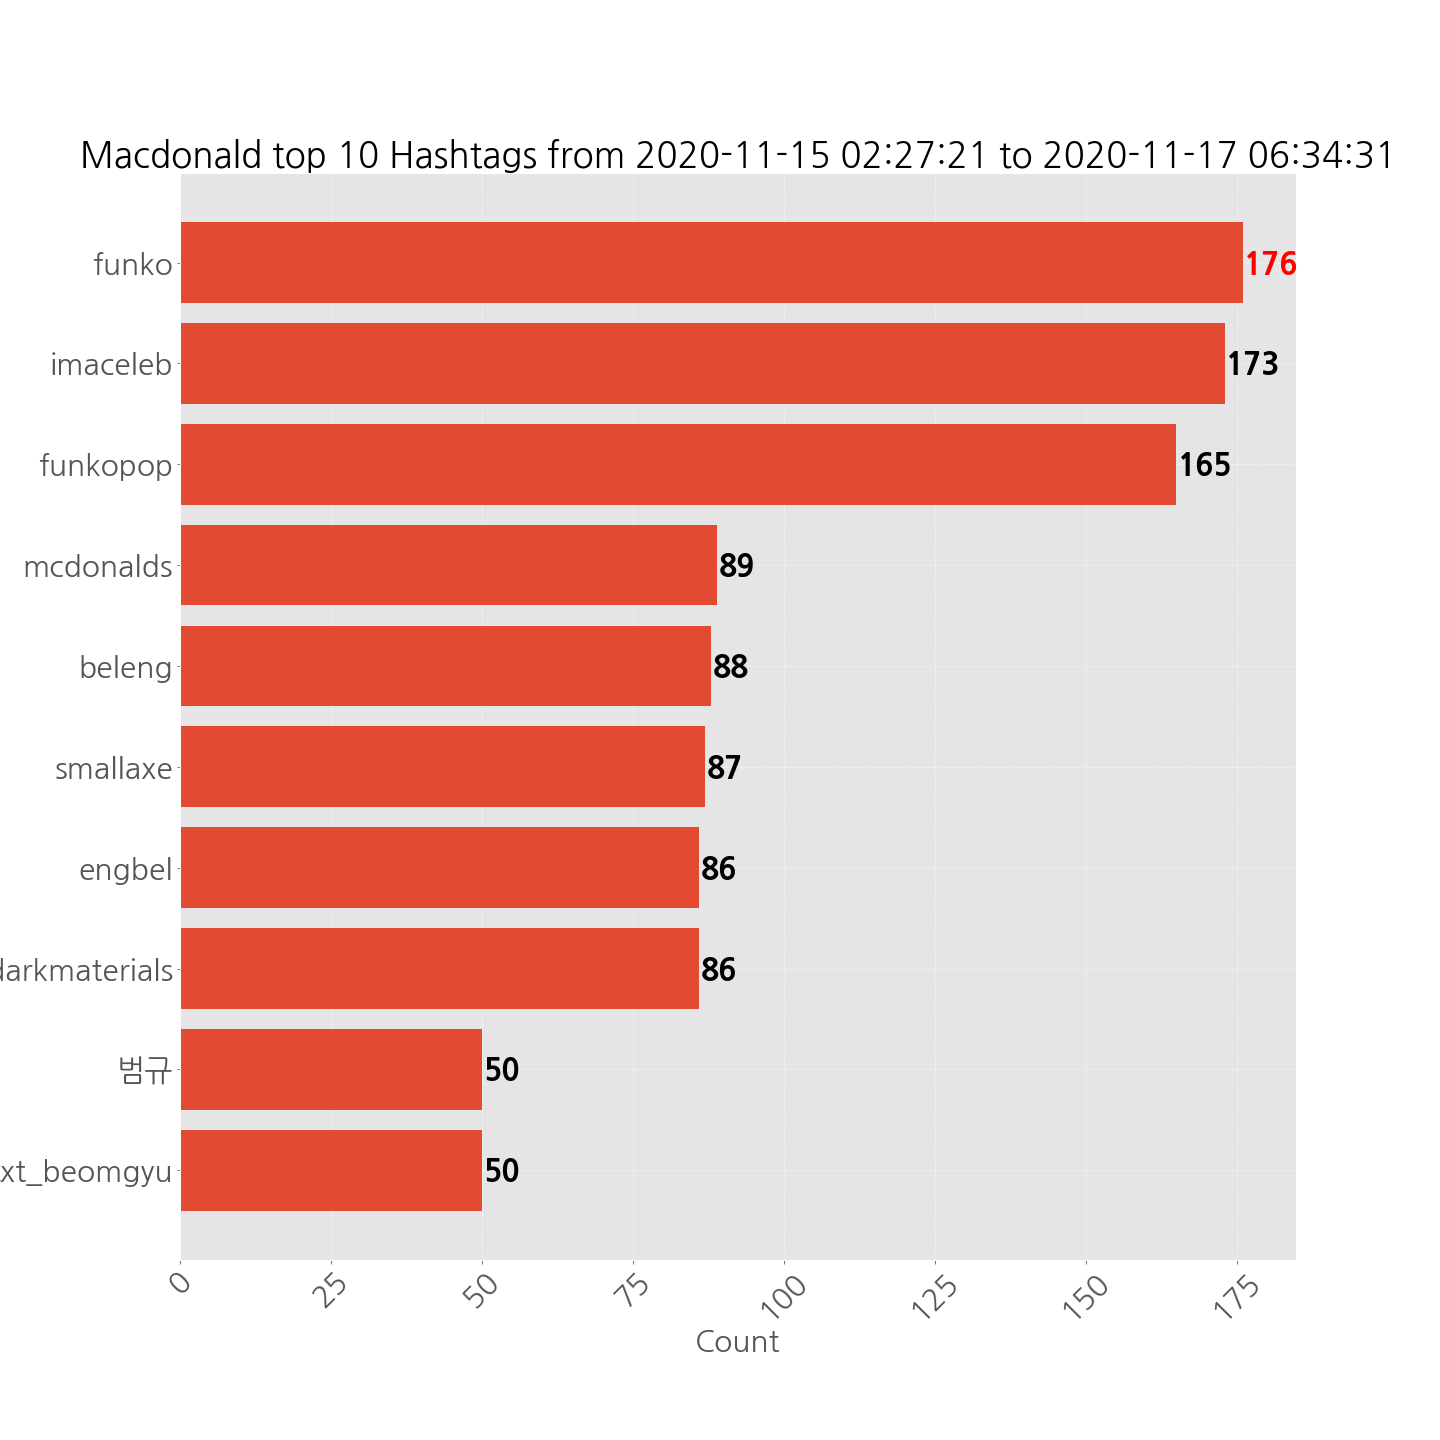 Macdonald top 10 Hashtags from 2020-11-15 02:27:21 to 2020-11-17 06:34:31
funko 176
imaceleb 173
funkopop 165
mcdonalds 89
beleng 88
smallaxe 87
engbel 86
darkmaterials 86
범규 50
xt_beomgyu 50
0 25 50 75 100 125 150 175
Count